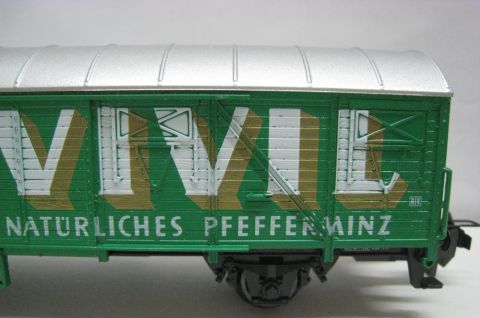 VIVIL
NATÜRLICHES PFEFFERMINZ